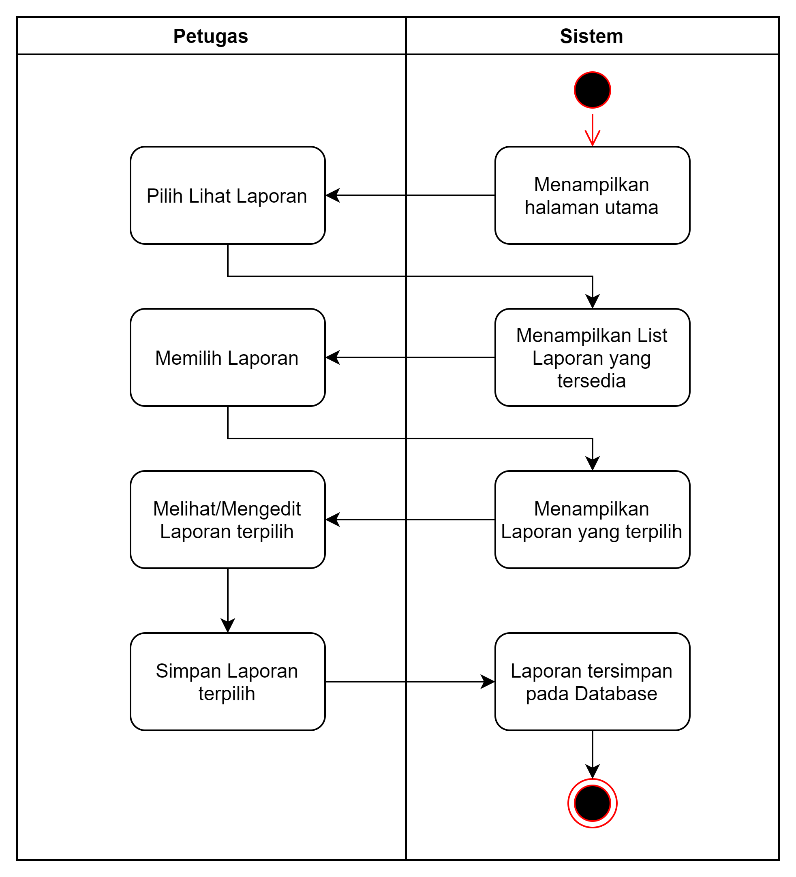 Petugas
Sistem
Menampilkan
halaman utama
Pilih Lihat Laporan
Menampilkan List
Laporan yang
tersedia
Memilih Laporan
Menampilkan
Laporan yang terpilih
Melihat/Mengedit
Laporan terpilih
Simpan Laporan
terpilih
Laporan tersimpan
pada Database